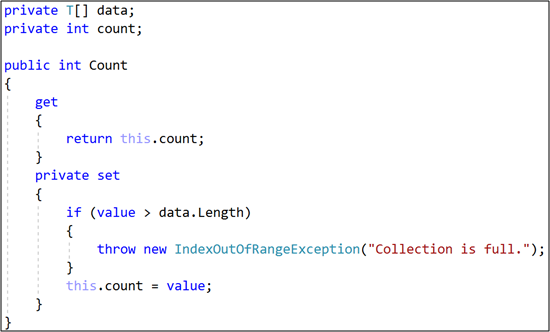 private T[] data;
private int count;
public int Count
{
get
{
return this.count;
}
private set
{
if (value > data.Length)
{
throw new IndexOutOfRangeException("Collection is full.");
}
this.count = value;
}
}